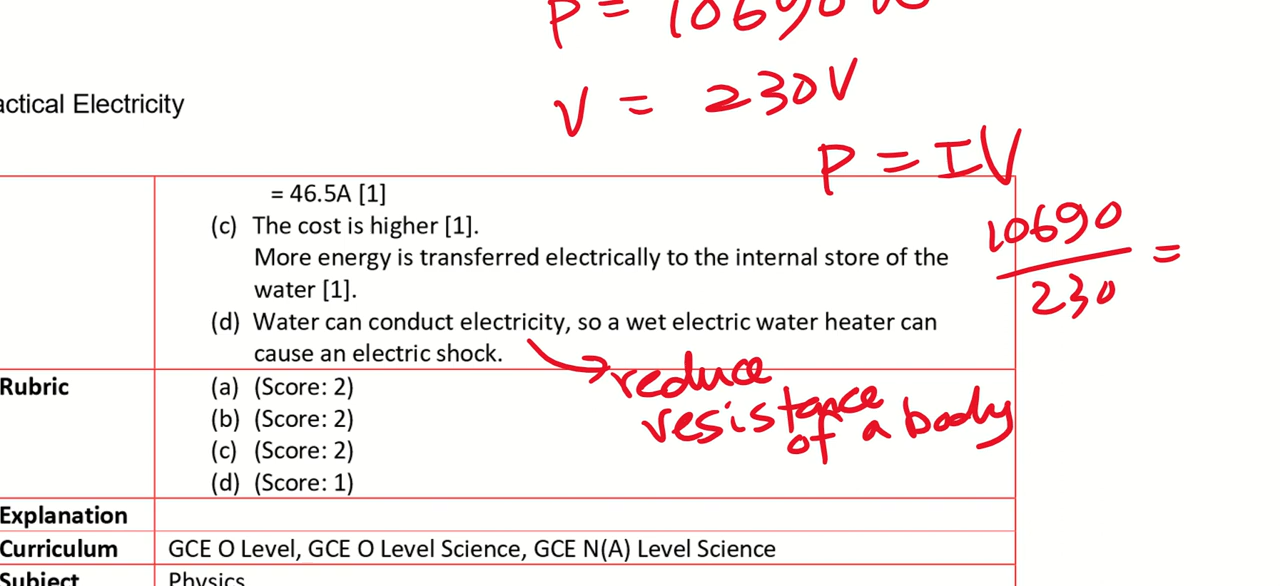 P = 10690 W
V = 230V
actical Electricity
P = IV
= 46.5A [1]
(c) The cost is higher [1].
More energy is transferred electrically to the internal store of the
water [1].
10690
230
=
(d) Water can conduct electricity, so a wet electric water heater can
cause an electric shock.
reduce
resistance
of a body
Rubric
(a) (Score: 2)
(b) (Score: 2)
(c) (Score: 2)
(d) (Score: 1)
Explanation
Curriculum
GCE O Level, GCE O Level Science, GCE N(A) Level Science
Subject
Physics